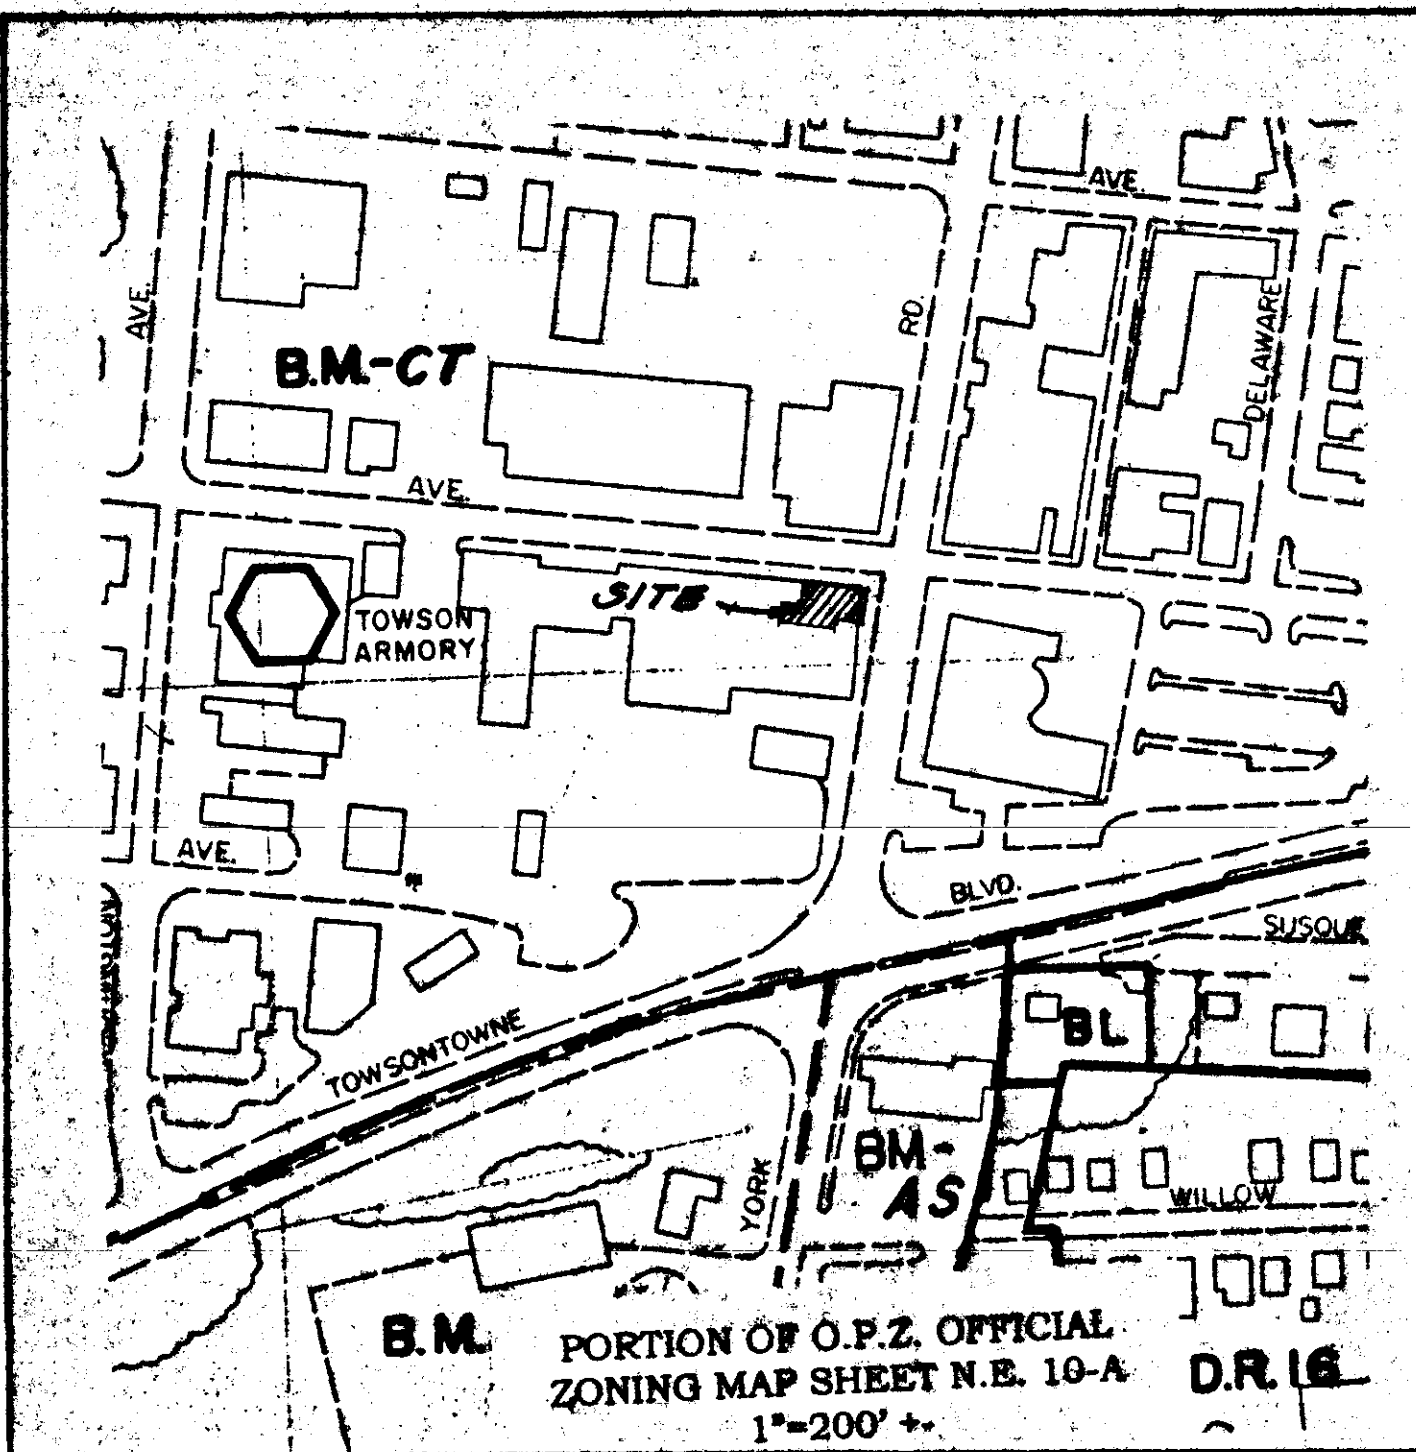 AVE.
AVE.
RD.
DELAWARE
B.M.-CT
AVE.
SITE
TOWSON
ARMORY
AVE.
BLVD.
SUSQUE
TOWSONTOWNE
BL
BM-
AS
YORK
WILLOW
B.M.
D.R. 16
PORTION OF O.P.Z. OFFICIAL
ZONING MAP SHEET N.E. 10-A
1"=200' +-